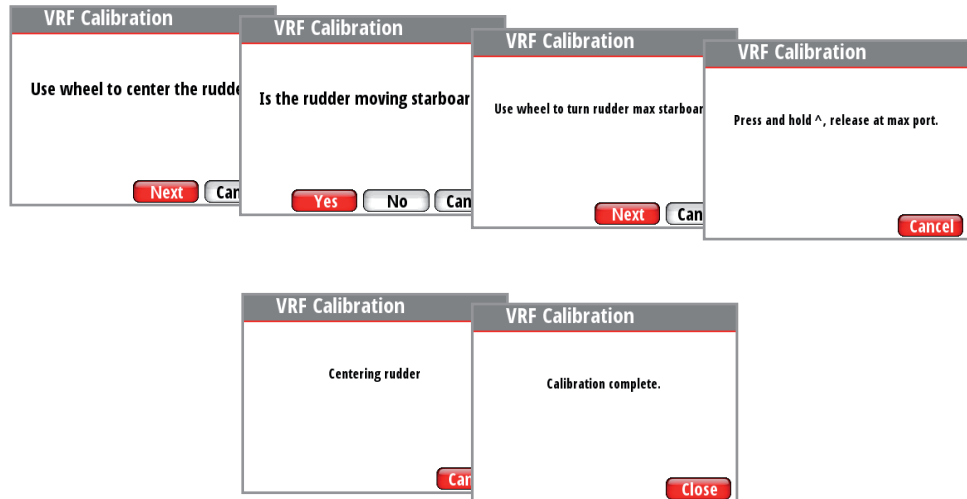 VRF Calibration
Use wheel to center the rudde
Next Can
VRF Calibration
Is the rudder moving starboar
Yes No Can
VRF Calibration
Use wheel to turn rudder max starboar
Next Can
VRF Calibration
Press and hold ^, release at max port.
Cancel
VRF Calibration
Centering rudder
Can
VRF Calibration
Calibration complete.
Close